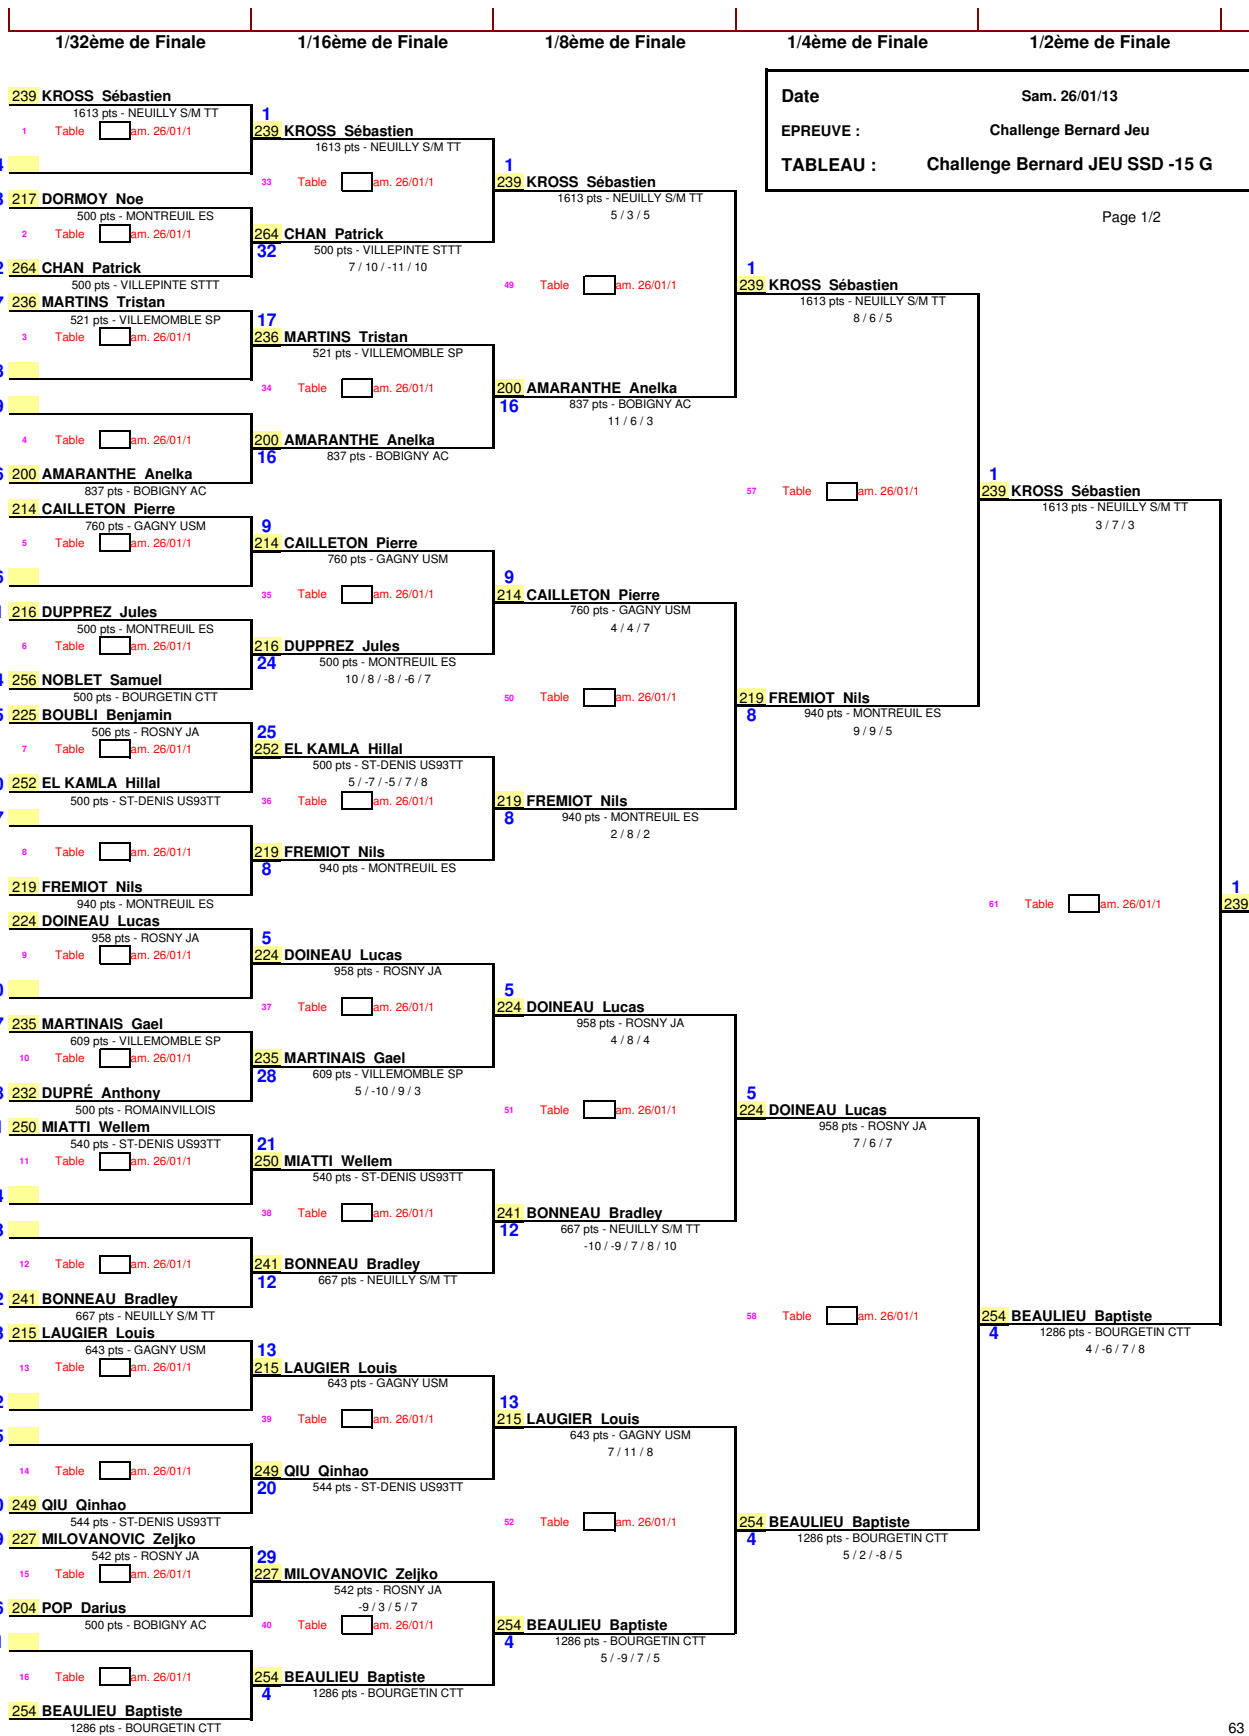 1/32ème de Finale
1/16ème de Finale
1/8ème de Finale
1/4ème de Finale
1/2ème de Finale
Date Sam. 26/01/13
EPREUVE : Challenge Bernard Jeu
TABLEAU : Challenge Bernard JEU SSD -15 G
Page 1/2
239 KROSS Sébastien
1613 pts - NEUILLY S/M TT
1 Table am. 26/01/1
217 DORMOY Noe
500 pts - MONTREUIL ES
2 Table am. 26/01/1
264 CHAN Patrick
500 pts - VILLEPINTE STTT
236 MARTINS Tristan
521 pts - VILLEMOMBLE SP
3 Table am. 26/01/1
4 Table am. 26/01/1
200 AMARANTHE Anelka
837 pts - BOBIGNY AC
214 CAILLETON Pierre
760 pts - GAGNY USM
5 Table am. 26/01/1
216 DUPPREZ Jules
500 pts - MONTREUIL ES
6 Table am. 26/01/1
256 NOBLET Samuel
500 pts - BOURGETIN CTT
225 BOUBLI Benjamin
506 pts - ROSNY JA
7 Table am. 26/01/1
252 EL KAMLA Hillal
500 pts - ST-DENIS US93TT
8 Table am. 26/01/1
219 FREMIOT Nils
940 pts - MONTREUIL ES
224 DOINEAU Lucas
958 pts - ROSNY JA
9 Table am. 26/01/1
235 MARTINAIS Gael
609 pts - VILLEMOMBLE SP
10 Table am. 26/01/1
232 DUPRÉ Anthony
500 pts - ROMAINVILLOIS
250 MIATTI Wellem
540 pts - ST-DENIS US93TT
11 Table am. 26/01/1
12 Table am. 26/01/1
241 BONNEAU Bradley
667 pts - NEUILLY S/M TT
215 LAUGIER Louis
643 pts - GAGNY USM
13 Table am. 26/01/1
14 Table am. 26/01/1
249 QIU Qinhao
544 pts - ST-DENIS US93TT
227 MILOVANOVIC Zeljko
542 pts - ROSNY JA
15 Table am. 26/01/1
204 POP Darius
500 pts - BOBIGNY AC
16 Table am. 26/01/1
254 BEAULIEU Baptiste
1286 pts - BOURGETIN CTT
1
239 KROSS Sébastien
1613 pts - NEUILLY S/M TT
33 Table am. 26/01/1
264 CHAN Patrick
32 500 pts - VILLEPINTE STTT
7 / 10 / -11 / 10
17
236 MARTINS Tristan
521 pts - VILLEMOMBLE SP
34 Table am. 26/01/1
200 AMARANTHE Anelka
16 837 pts - BOBIGNY AC
9
214 CAILLETON Pierre
760 pts - GAGNY USM
35 Table am. 26/01/1
216 DUPPREZ Jules
24 500 pts - MONTREUIL ES
10 / 8 / -8 / -6 / 7
25
252 EL KAMLA Hillal
500 pts - ST-DENIS US93TT
5 / -7 / -5 / 7 / 8
36 Table am. 26/01/1
219 FREMIOT Nils
8 940 pts - MONTREUIL ES
5
224 DOINEAU Lucas
958 pts - ROSNY JA
37 Table am. 26/01/1
235 MARTINAIS Gael
28 609 pts - VILLEMOMBLE SP
5 / -10 / 9 / 3
21
250 MIATTI Wellem
540 pts - ST-DENIS US93TT
38 Table am. 26/01/1
241 BONNEAU Bradley
12 667 pts - NEUILLY S/M TT
13
215 LAUGIER Louis
643 pts - GAGNY USM
39 Table am. 26/01/1
249 QIU Qinhao
20 544 pts - ST-DENIS US93TT
29
227 MILOVANOVIC Zeljko
542 pts - ROSNY JA
-9 / 3 / 5 / 7
40 Table am. 26/01/1
254 BEAULIEU Baptiste
4 1286 pts - BOURGETIN CTT
1
239 KROSS Sébastien
1613 pts - NEUILLY S/M TT
5 / 3 / 5
49 Table am. 26/01/1
200 AMARANTHE Anelka
16 837 pts - BOBIGNY AC
11 / 6 / 3
9
214 CAILLETON Pierre
760 pts - GAGNY USM
4 / 4 / 7
50 Table am. 26/01/1
219 FREMIOT Nils
8 940 pts - MONTREUIL ES
2 / 8 / 2
5
224 DOINEAU Lucas
958 pts - ROSNY JA
4 / 8 / 4
51 Table am. 26/01/1
241 BONNEAU Bradley
12 667 pts - NEUILLY S/M TT
-10 / -9 / 7 / 8 / 10
13
215 LAUGIER Louis
643 pts - GAGNY USM
7 / 11 / 8
52 Table am. 26/01/1
254 BEAULIEU Baptiste
4 1286 pts - BOURGETIN CTT
5 / -9 / 7 / 5
1
239 KROSS Sébastien
1613 pts - NEUILLY S/M TT
8 / 6 / 5
57 Table am. 26/01/1
219 FREMIOT Nils
8 940 pts - MONTREUIL ES
9 / 9 / 5
5
224 DOINEAU Lucas
958 pts - ROSNY JA
7 / 6 / 7
58 Table am. 26/01/1
254 BEAULIEU Baptiste
4 1286 pts - BOURGETIN CTT
5 / 2 / -8 / 5
1
239 KROSS Sébastien
1613 pts - NEUILLY S/M TT
3 / 7 / 3
61 Table am. 26/01/1
254 BEAULIEU Baptiste
4 1286 pts - BOURGETIN CTT
4 / -6 / 7 / 8
1
239
63